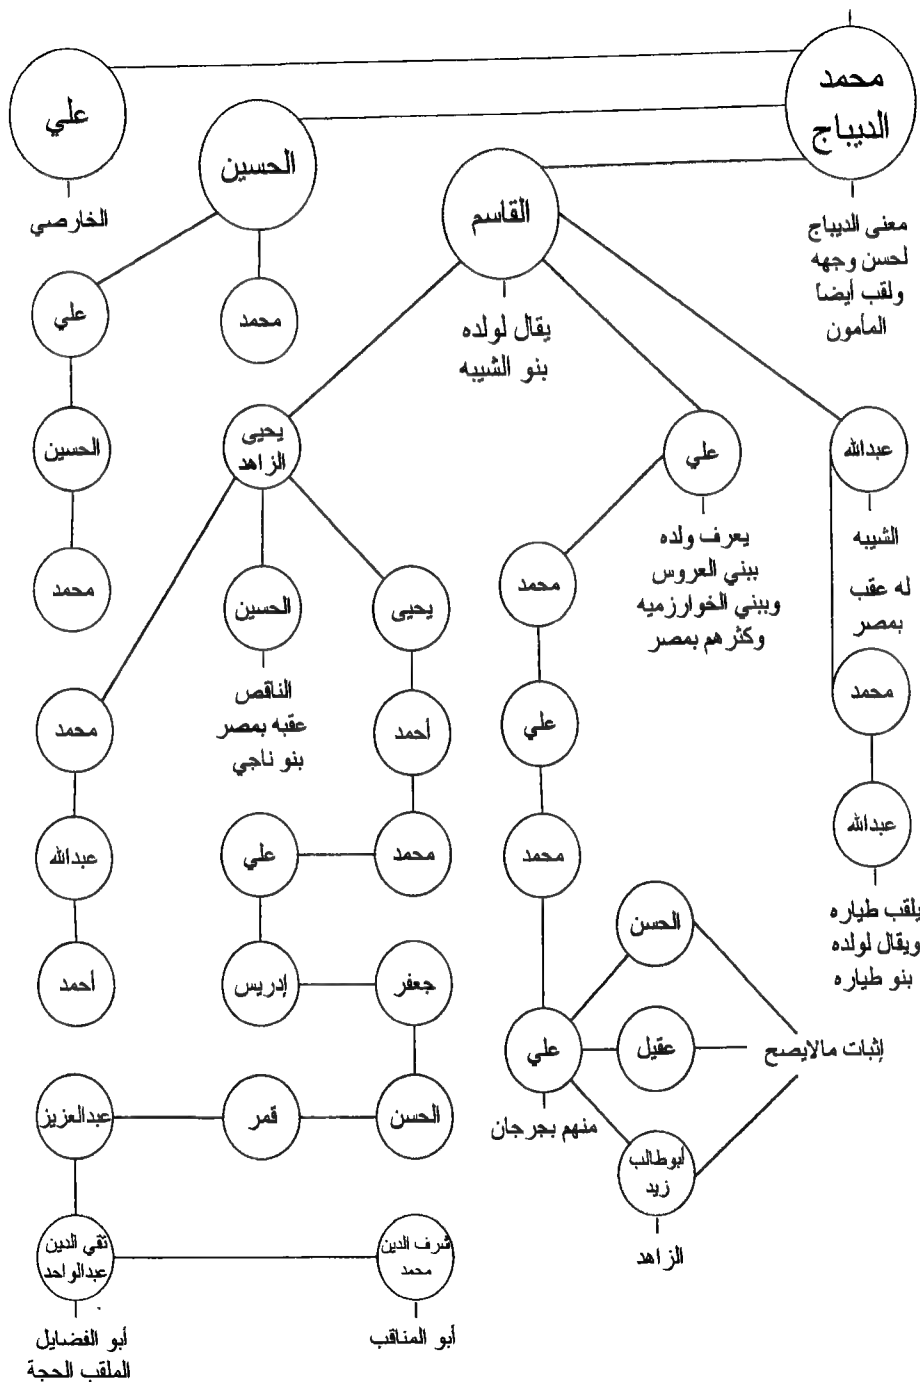 محمد
الديباج
علي
الحسين
القاسم
الخارصي
معنى الديباج
لحسن وجهه
ولقب أيضاً
المأمون
علي
محمد
يقال لولده
بنو الشيبه
يحيى
الزاهد
علي
عبدالله
الحسين
يعرف ولده
ببني العروس
وببني الخوارزميه
وكثرهم بمصر
الشيبه
له عقب
بمصر
محمد
محمد
يحيى
الحسين
الناقص
عقبه بمصر
بنو ناجي
محمد
علي
أحمد
محمد
عبدالله
محمد
محمد
علي
عبدالله
يلقب طياره
ويقال لولده
بنو طياره
الحسن
جعفر
إدريس
أحمد
إثبات مالايصح
عقيل
علي
منهم بجرجان
الحسن
قمر
عبدالعزيز
أبوطالب
زيد
الزاهد
شرف الدين
محمد
تقي الدين
عبدالواحد
أبو المناقب
أبو الفضايل
الملقب الحجة